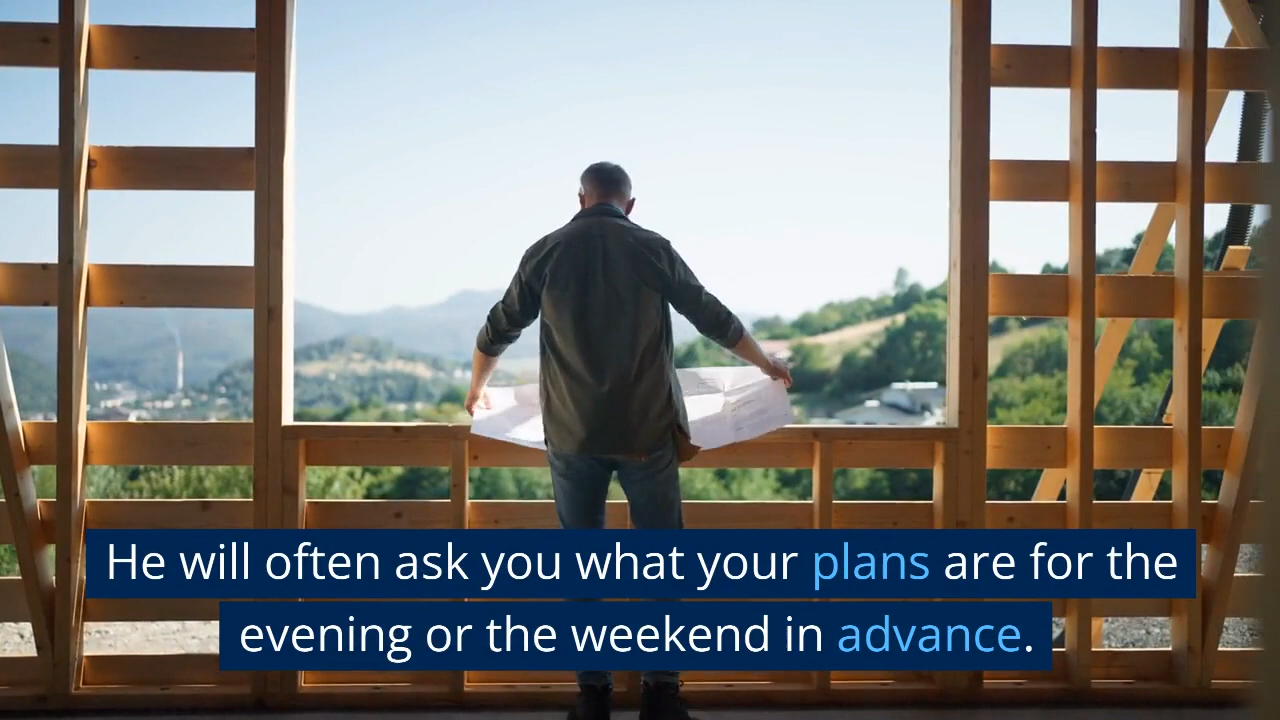 He will often ask you what your plans are for the
evening or the weekend in advance.